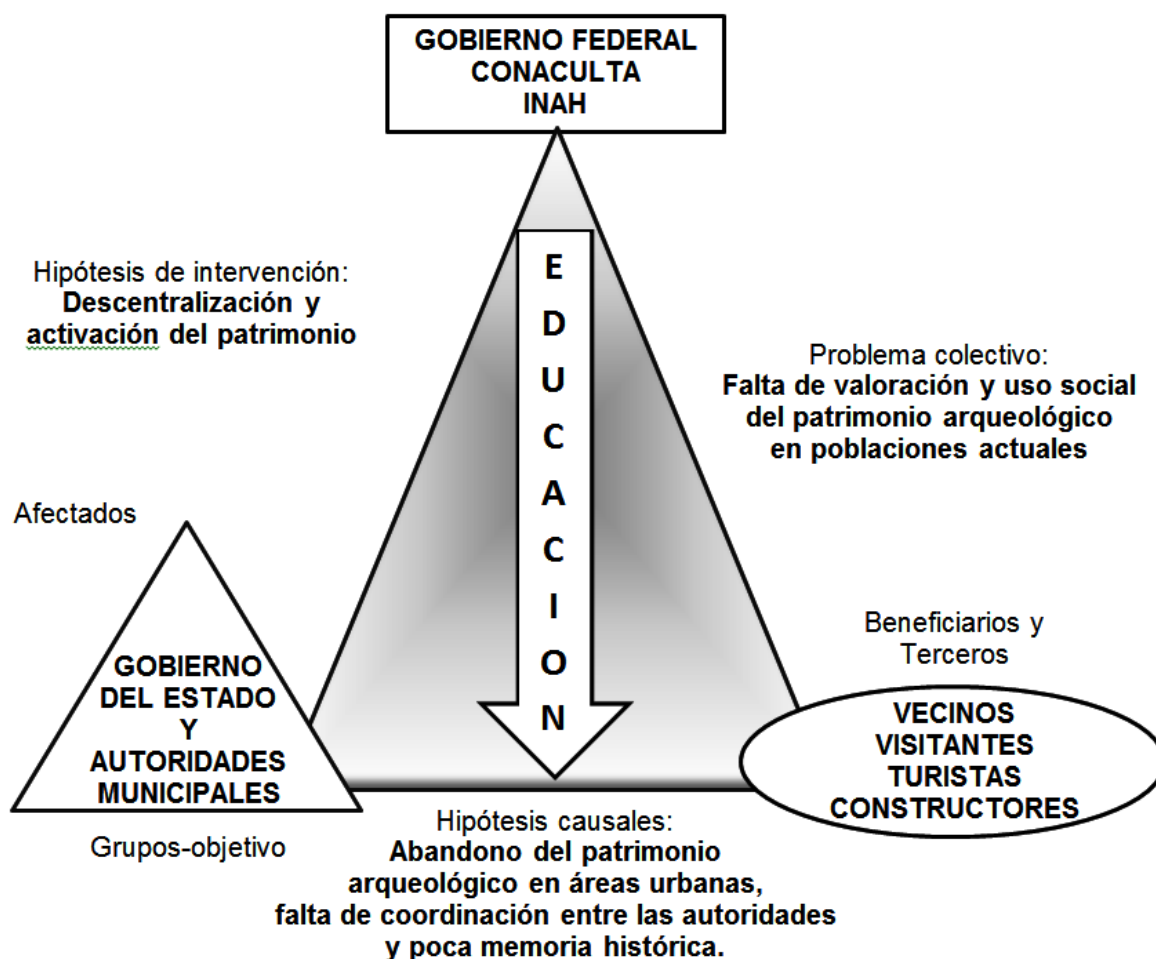 GOBIERNO FEDERAL
CONACULTA
INAH
Hipótesis de intervención:
Descentralización y
activación del patrimonio
EDUCACION
Problema colectivo:
Falta de valoración y uso social
del patrimonio arqueológico
en poblaciones actuales
Afectados
GOBIERNO
DEL ESTADO
Y
AUTORIDADES
MUNICIPALES
Grupos-objetivo
Beneficiarios y
Terceros
VECINOS
VISITANTES
TURISTAS
CONSTRUCTORES
Hipótesis causales:
Abandono del patrimonio
arqueológico en áreas urbanas,
falta de coordinación entre las autoridades
y poca memoria histórica.